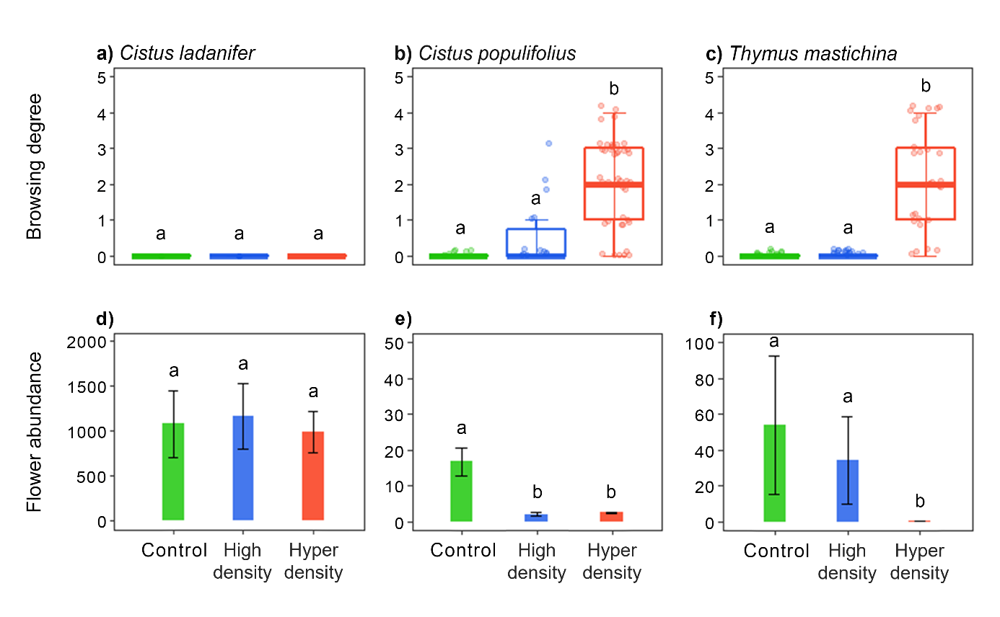 a) Cistus ladanifer
b) Cistus populifolius
c) Thymus mastichina
Browsing degree
5
4
3
2
1
0
a
a
a
5
4
3
2
1
0
a
a
b
5
4
3
2
1
0
a
a
b
d)
e)
f)
Flower abundance
2000
1500
1000
500
0
a
a
a
50
40
30
20
10
0
a
b
b
100
80
60
40
20
0
a
a
b
Control
High
density
Hyper
density
Control
High
density
Hyper
density
Control
High
density
Hyper
density